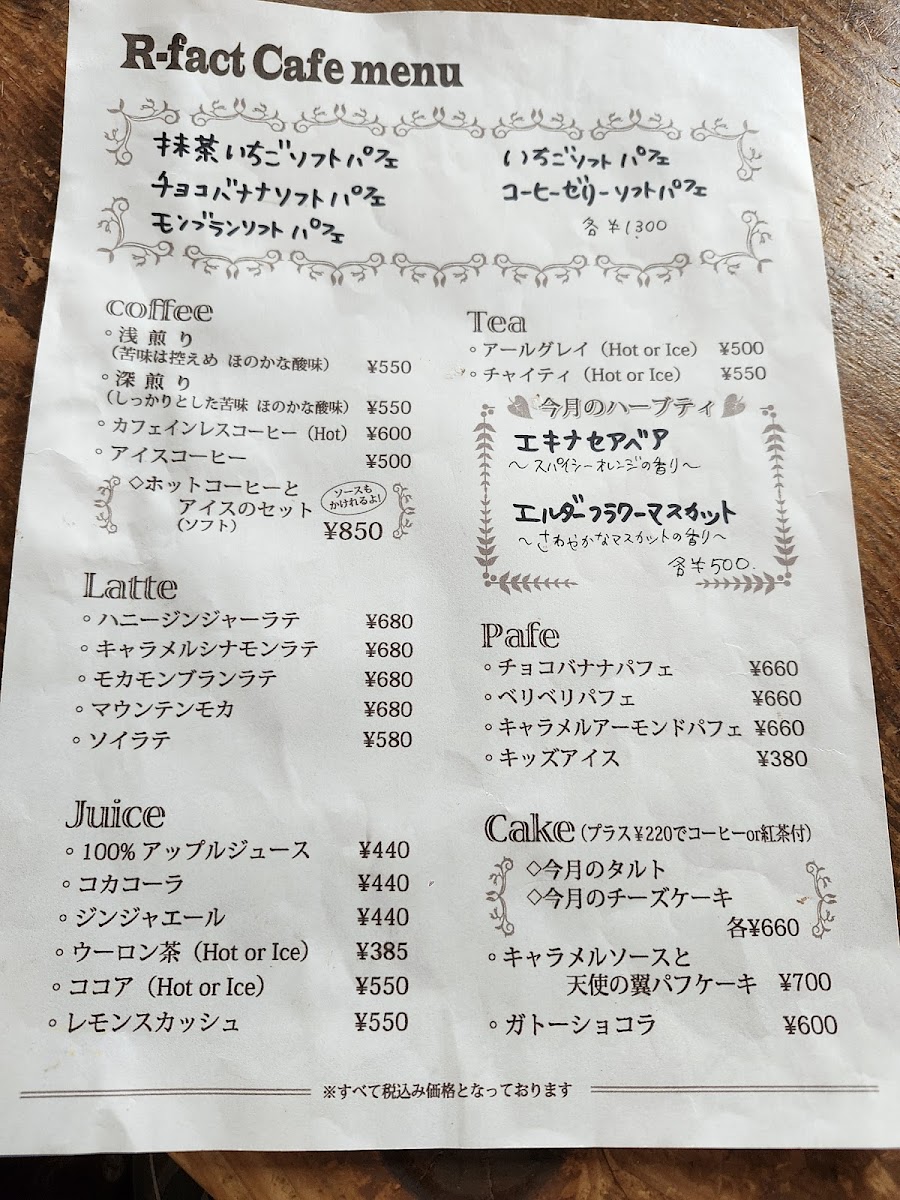 R-fact Cafe menu
抹茶いちごソフトパフェ
チョコバナナソフトパフェ
モンブランソフトパフェ
いちごソフトパフェ
コーヒーゼリーソフトパフェ
各¥1,300
coffee
◦浅煎り
（苦味は控えめ ほのかな酸味） ¥550
◦深煎り
（しっかりとした苦味 ほのかな酸味） ¥550
◦カフェインレスコーヒー（Hot） ¥600
◦アイスコーヒー ¥500
◇ホットコーヒーと
アイスのセット
（ソフト）
ソースも
かけれるよ!
¥850
Latte
◦ハニージンジャーラテ ¥680
◦キャラメルシナモンラテ ¥680
◦モカモンブランラテ ¥680
◦マウンテンモカ ¥680
◦ソイラテ ¥580
Juice
◦100%アップルジュース ¥440
◦コカコーラ ¥440
◦ジンジャエール ¥440
◦ウーロン茶（Hot or Ice） ¥385
◦ココア（Hot or Ice） ¥550
◦レモンスカッシュ ¥550
Tea
◦アールグレイ（Hot or Ice） ¥500
◦チャイティ（Hot or Ice） ¥550
今月のハーブティ
エキナセアベア
～スパイシーオレンジの香り～
エルダーフラワーマスカット
～さわやかなマスカットの香り～
各¥500.
Pafe
◦チョコバナナパフェ ¥660
◦ベリベリパフェ ¥660
◦キャラメルアーモンドパフェ ¥660
◦キッズアイス ¥380
Cake（プラス¥220でコーヒーor紅茶付）
◇今月のタルト
◇今月のチーズケーキ
各¥660
◦キャラメルソースと
天使の翼パフケーキ ¥700
◦ガトーショコラ ¥600
※すべて税込み価格となっております